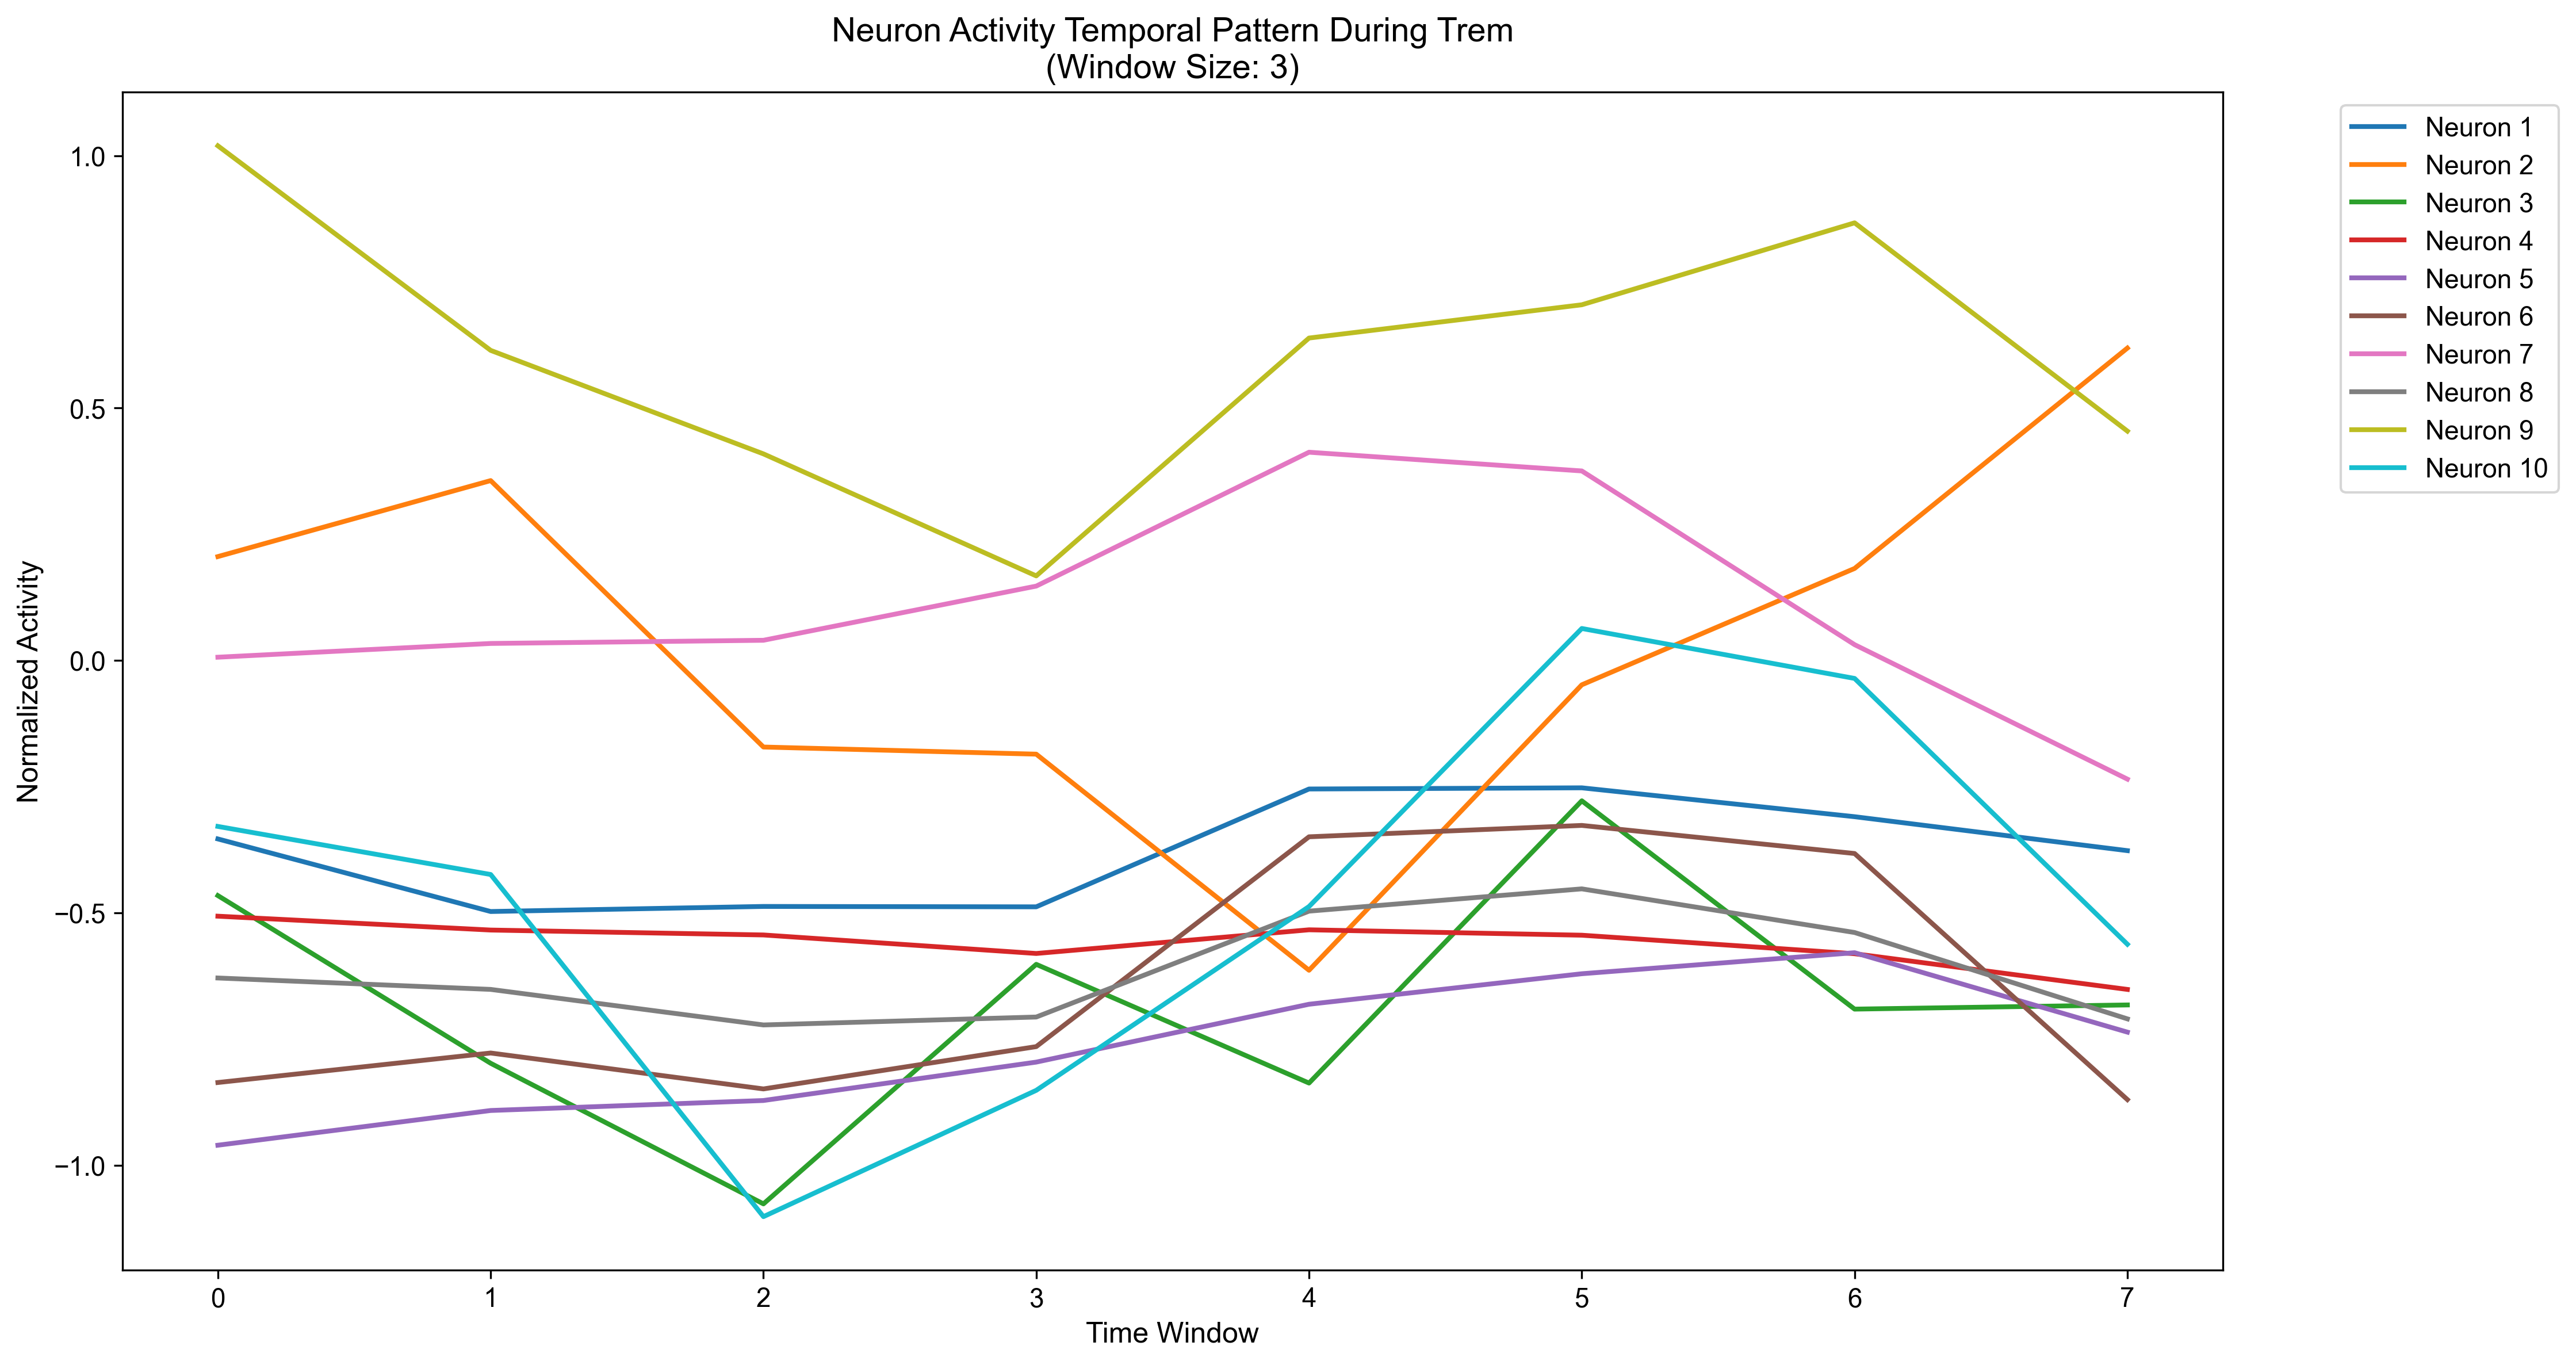 Neuron Activity Temporal Pattern During Trem
(Window Size: 3)
Normalized Activity
1.0
0.5
0.0
−0.5
−1.0
0 1 2 3 4 5 6 7
Time Window
Neuron 1
Neuron 2
Neuron 3
Neuron 4
Neuron 5
Neuron 6
Neuron 7
Neuron 8
Neuron 9
Neuron 10